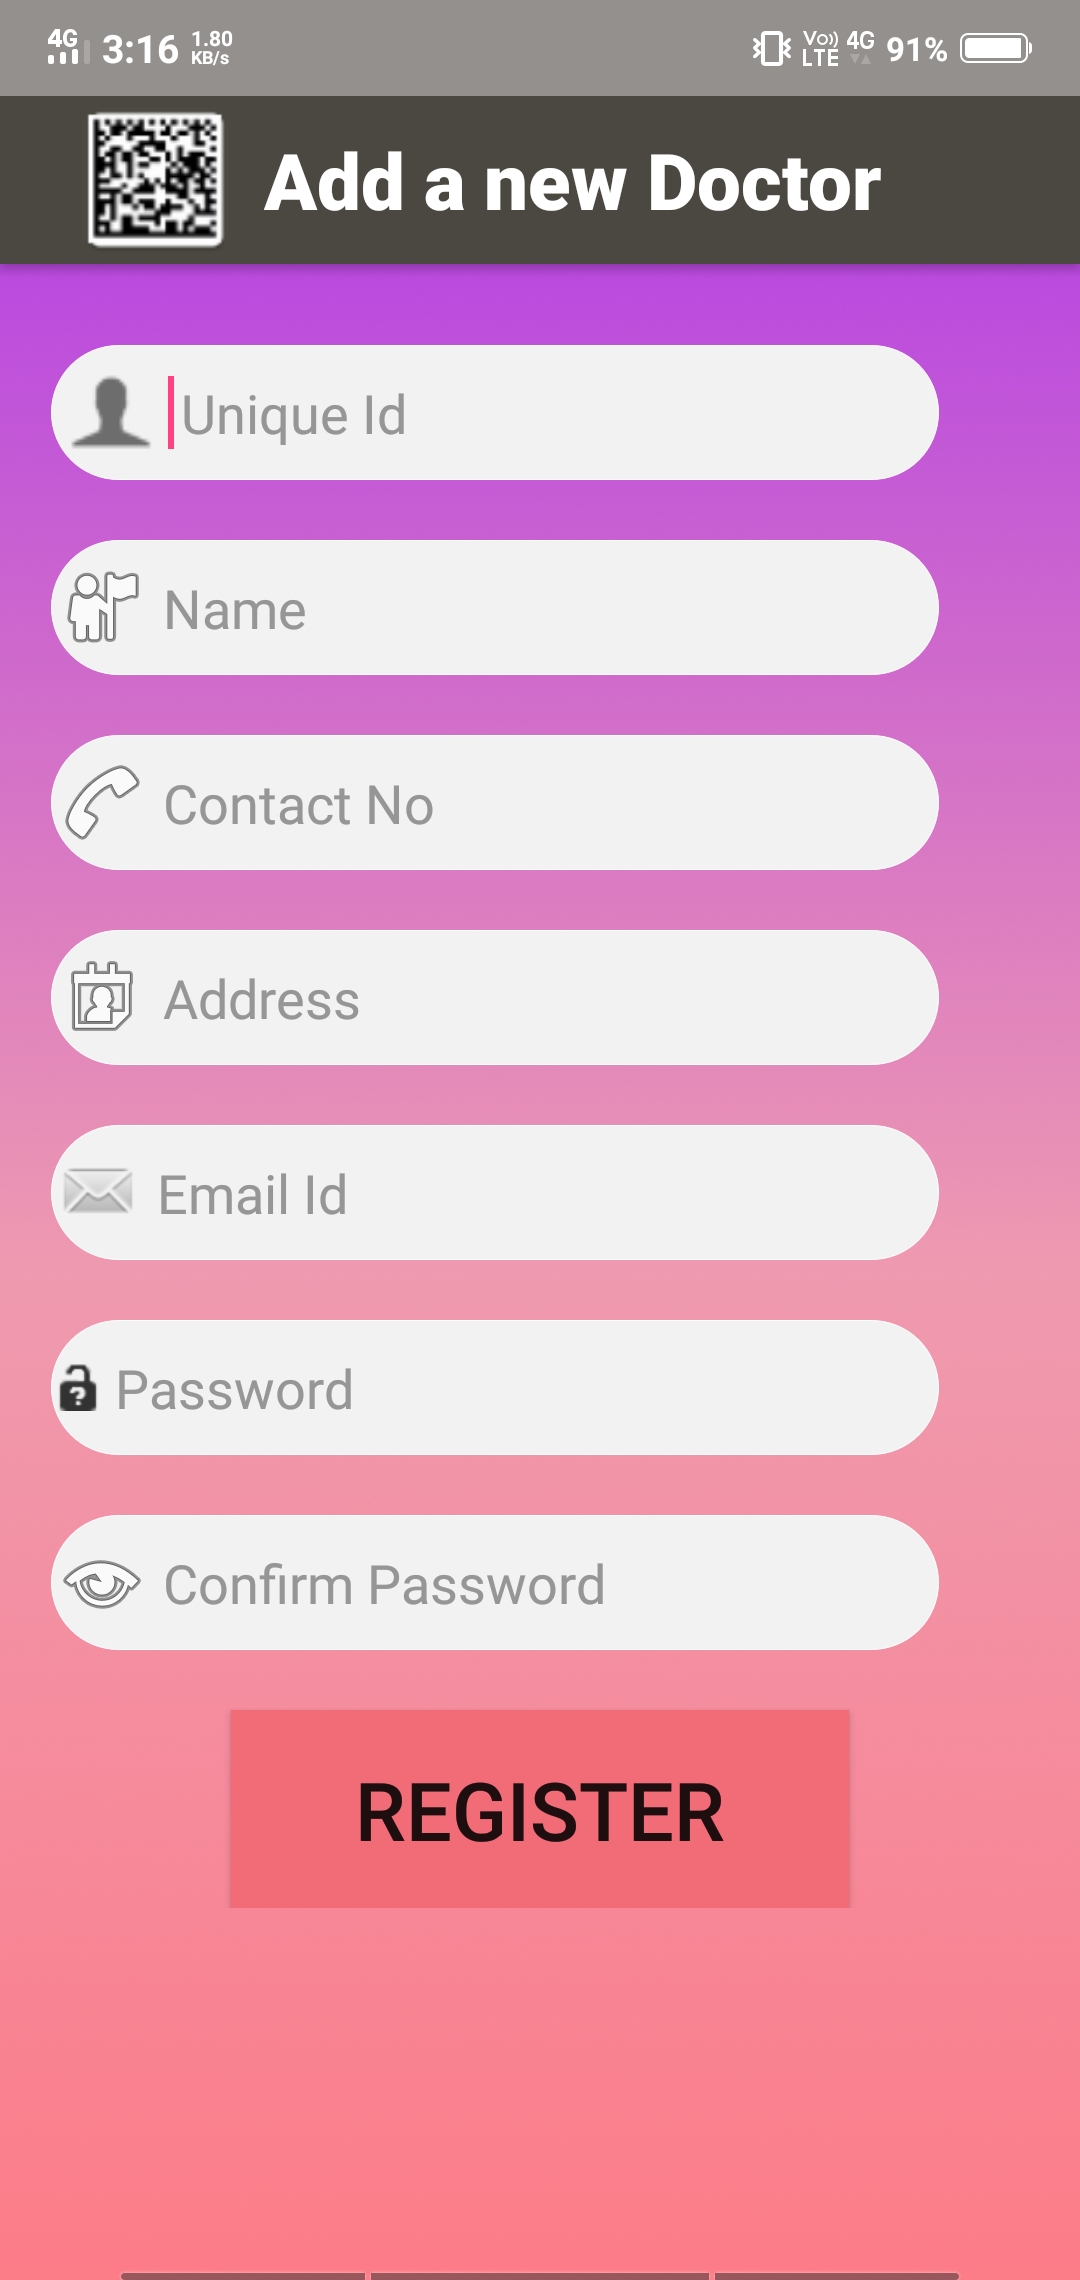 4G 3:16 1.80 KB/s Vo)) LTE 4G 91%
Add a new Doctor
Unique Id
Name
Contact No
Address
Email Id
Password
Confirm Password
REGISTER